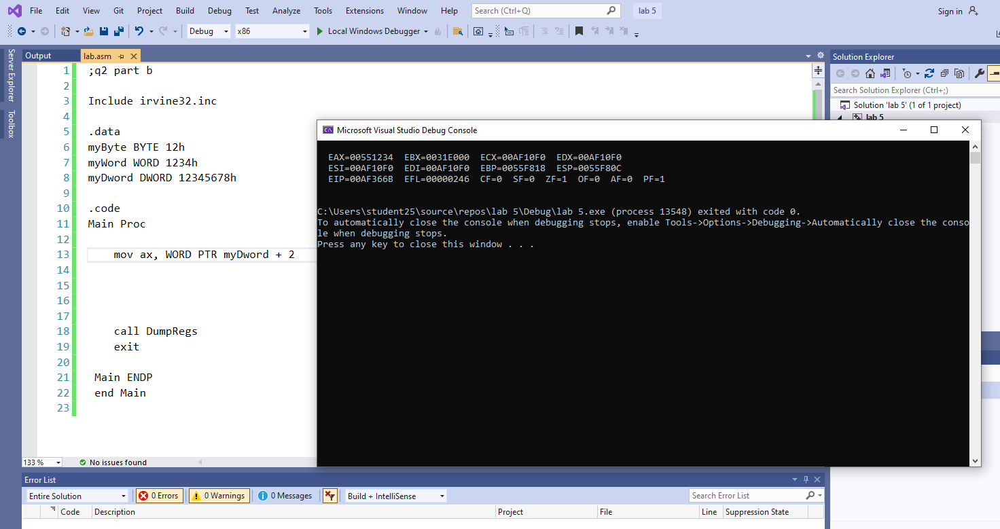 File Edit View Git Project Build Debug Test Analyze Tools Extensions Window Help Search (Ctrl+Q) lab 5 Sign in
Debug x86 Local Windows Debugger
Server Explorer
Toolbox
Output lab.asm
1 ;q2 part b
2
3 Include irvine32.inc
4
5 .data
6 myByte BYTE 12h
7 myWord WORD 1234h
8 myDword DWORD 12345678h
9
10 .code
11 Main Proc
12
13 mov ax, WORD PTR myDword + 2
14
15
16
17
18 call DumpRegs
19 exit
20
21 Main ENDP
22 end Main
23
133 % No issues found
Solution Explorer
Search Solution Explorer (Ctrl+;)
Solution 'lab 5' (1 of 1 project)
lab 5
Microsoft Visual Studio Debug Console
EAX=00551234 EBX=0031E000 ECX=00AF10F0 EDX=00AF10F0
ESI=00AF10F0 EDI=00AF10F0 EBP=0055F818 ESP=0055F80C
EIP=00AF366B EFL=00000246 CF=0 SF=0 ZF=1 OF=0 AF=0 PF=1
C:\Users\student25\source\repos\lab 5\Debug\lab 5.exe (process 13548) exited with code 0.
To automatically close the console when debugging stops, enable Tools->Options->Debugging->Automatically close the conso
le when debugging stops.
Press any key to close this window . . .
Error List
Entire Solution 0 Errors 0 Warnings 0 Messages Build + IntelliSense Search Error List
Code Description Project File Line Suppression State